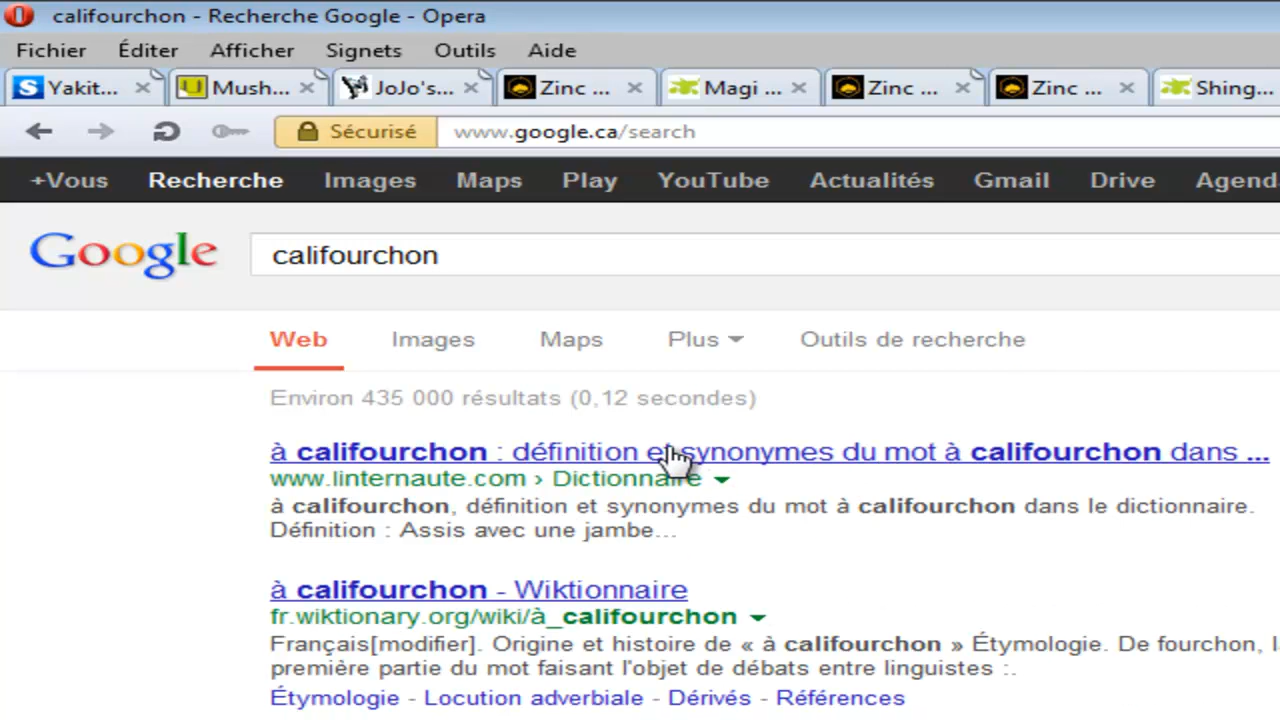 califourchon - Recherche Google - Opera
Fichier Éditer Afficher Signets Outils Aide
Yakit... Mush... JoJo's... Zinc ... Magi ... Zinc ... Zinc ... Shing...
Sécurisé www.google.ca/search
+Vous Recherche Images Maps Play YouTube Actualités Gmail Drive Agend
Google califourchon
Web Images Maps Plus Outils de recherche
Environ 435 000 résultats (0,12 secondes)
à califourchon : définition et synonymes du mot à califourchon dans ...
www.linternaute.com › Dictionnaire
à califourchon, définition et synonymes du mot à califourchon dans le dictionnaire.
Définition : Assis avec une jambe...
à califourchon - Wiktionnaire
fr.wiktionary.org/wiki/à_califourchon
Français[modifier]. Origine et histoire de « à califourchon » Étymologie. De fourchon, l
première partie du mot faisant l'objet de débats entre linguistes :.
Étymologie - Locution adverbiale - Dérivés - Références